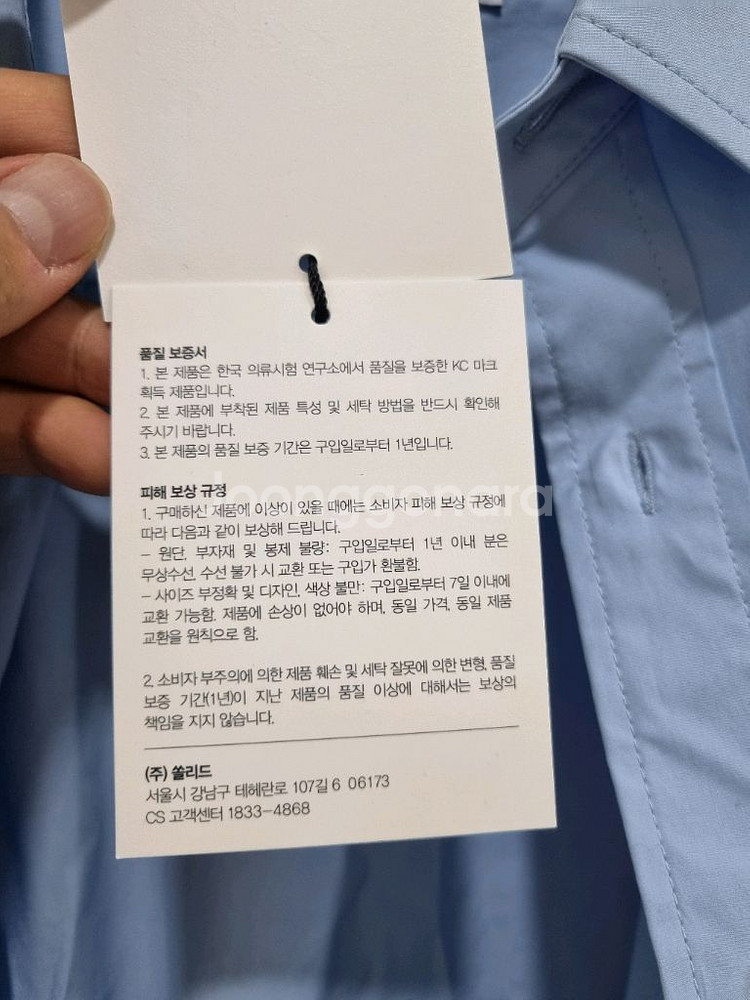 품질 보증서
1. 본 제품은 한국 의류시험 연구소에서 품질을 보증한 KC 마크
획득 제품입니다.
2. 본 제품에 부착된 제품 특성 및 세탁 방법을 반드시 확인해
주시기 바랍니다.
3. 본 제품의 품질 보증 기간은 구입일로부터 1년입니다.
피해 보상 규정
joonggonara
1. 구매하신 제품에 이상이 있을 때에는 소비자 피해 보상 규정에
따라 다음과 같이 보상해 드립니다.
– 원단, 부자재 및 봉제 불량: 구입일로부터 1년 이내 분은
무상수선, 수선 불가 시 교환 또는 구입가 환불함.
– 사이즈 부정확 및 디자인, 색상 불만: 구입일로부터 7일 이내에
교환 가능함. 제품에 손상이 없어야 하며, 동일 가격, 동일 제품
교환을 원칙으로 함.
2. 소비자 부주의에 의한 제품 훼손 및 세탁 잘못에 의한 변형, 품질
보증 기간(1년)이 지난 제품의 품질 이상에 대해서는 보상의
책임을 지지 않습니다.
(주) 쏠리드
서울시 강남구 테헤란로 107길 6 06173
CS 고객센터 1833–4868